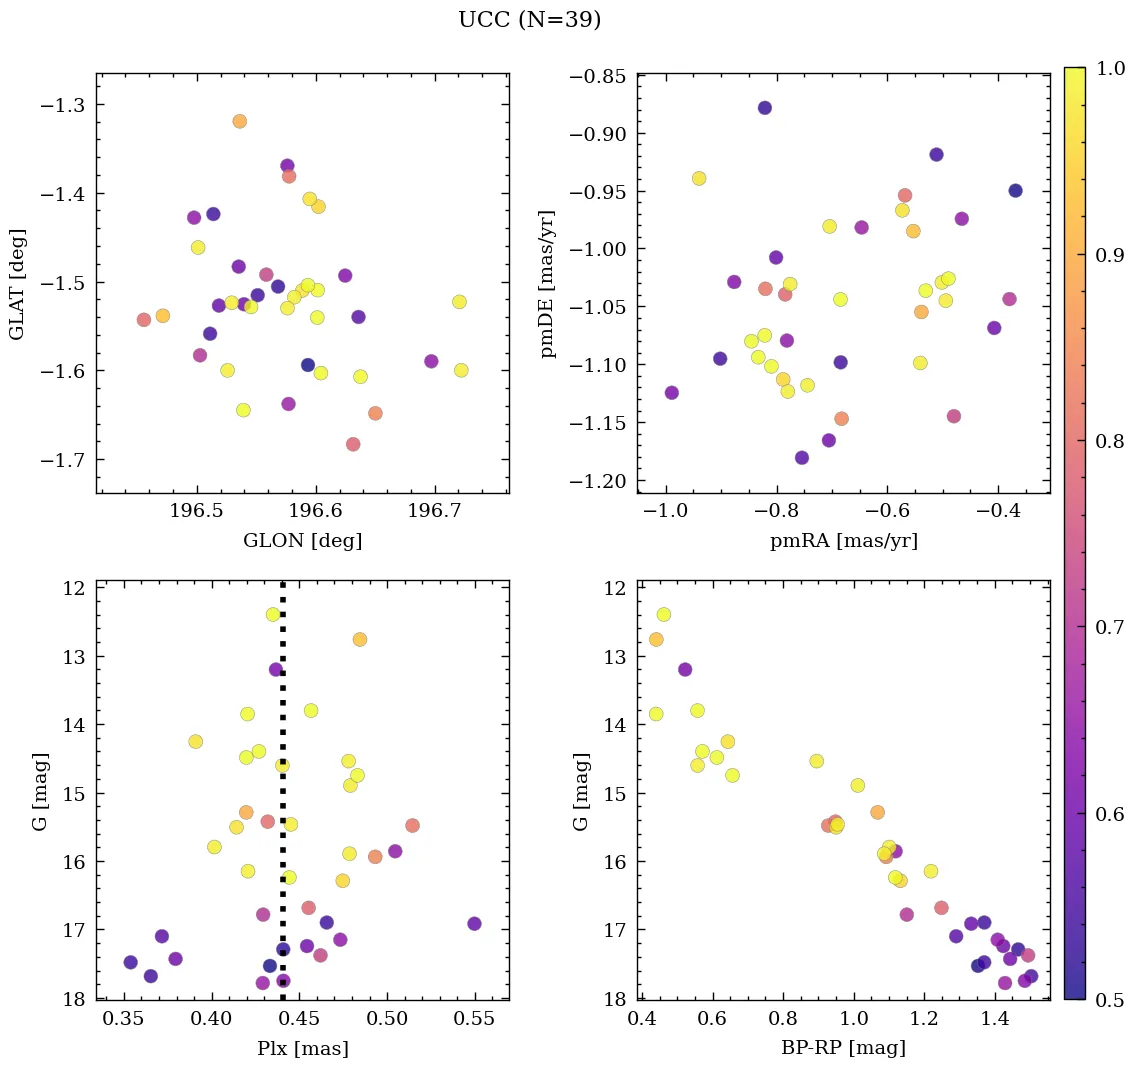 UCC (N=39)
−1.3
−1.4
−1.5
−1.6
−1.7
GLAT [deg]
196.5 196.6 196.7
GLON [deg]
−0.85
−0.90
−0.95
−1.00
−1.05
−1.10
−1.15
−1.20
pmDE [mas/yr]
−1.0 −0.8 −0.6 −0.4
pmRA [mas/yr]
12
13
14
15
16
17
18
G [mag]
0.35 0.40 0.45 0.50 0.55
Plx [mas]
12
13
14
15
16
17
18
G [mag]
0.4 0.6 0.8 1.0 1.2 1.4
BP-RP [mag]
1.0
0.9
0.8
0.7
0.6
0.5